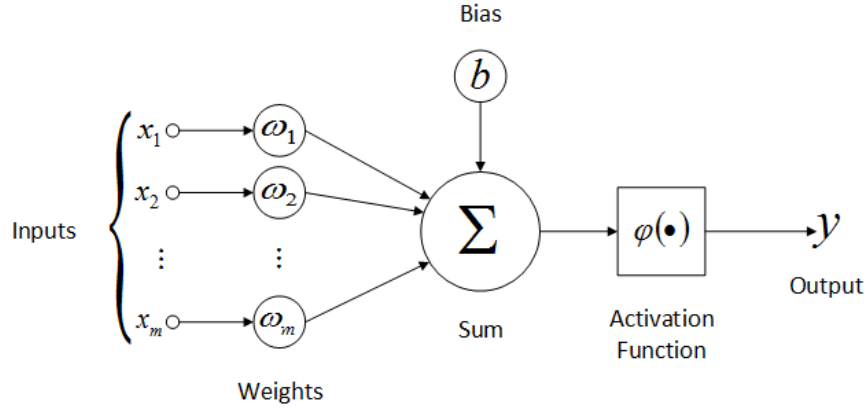 Bias
b
x₁ ω₁
x₂ ω₂
Inputs
⋮ ⋮
Σ φ(•) y
Output
xₘ ωₘ
Sum
Activation
Function
Weights